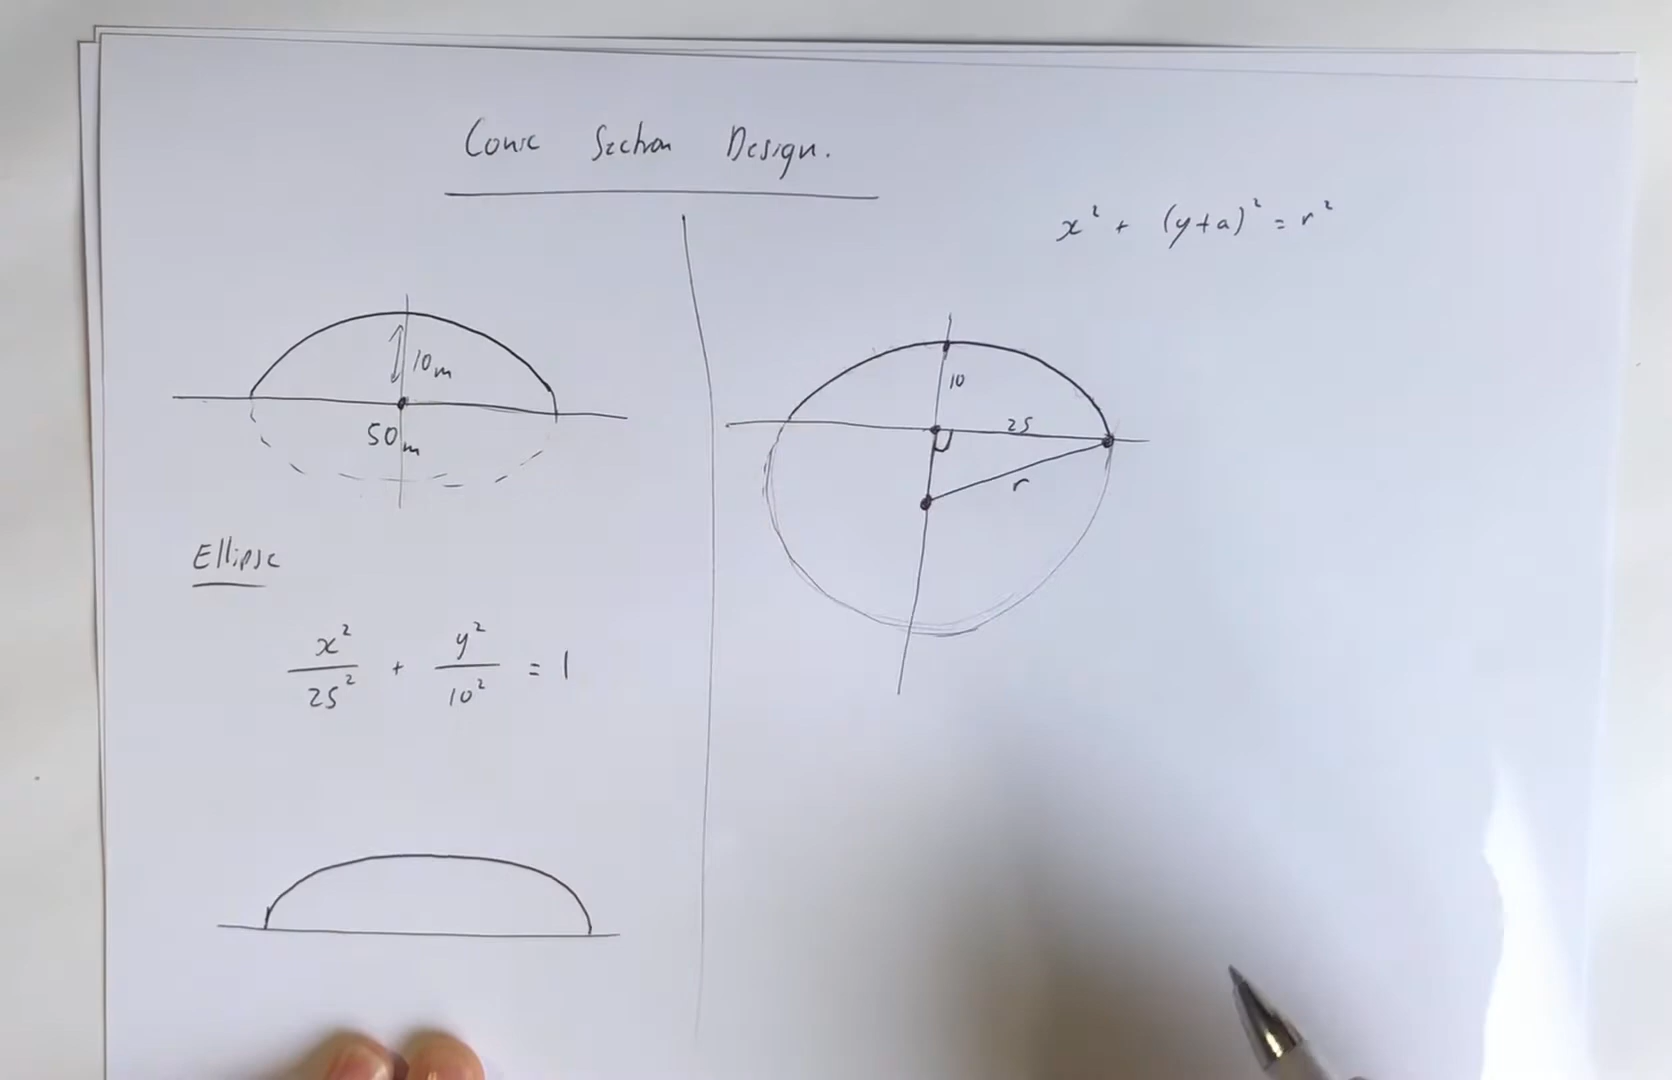 Conic Section Design.
x² + (y+a)² = r²
10m
50m
10
25
r
Ellipse
x²/25² + y²/10² = 1